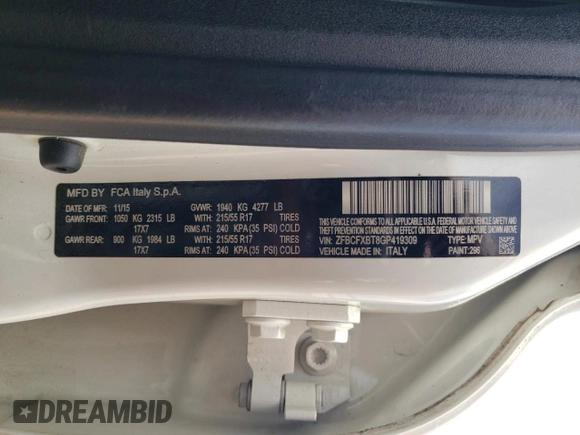 MFD BY FCA Italy S.p.A.
DATE OF MFR: 11/15 GVWR: 1940 KG 4277 LB
GAWR FRONT: 1050 KG 2315 LB WITH: 215/55 R17 TIRES
17X7 RIMS AT: 240 KPA (35 PSI) COLD
GAWR REAR: 900 KG 1984 LB WITH: 215/55 R17 TIRES
17X7 RIMS AT: 240 KPA (35 PSI) COLD
THIS VEHICLE CONFORMS TO ALL APPLICABLE U.S.A. FEDERAL MOTOR VEHICLE
SAFETY, BUMPER, AND THEFT PREVENTION STANDARDS IN EFFECT ON THE DATE OF MANUFACTURE SHOWN ABOVE.
VIN: ZFBCFXBT8GP419309 TYPE: MPV
VEHICLE MADE IN: ITALY PAINT: 296
DREAMBID